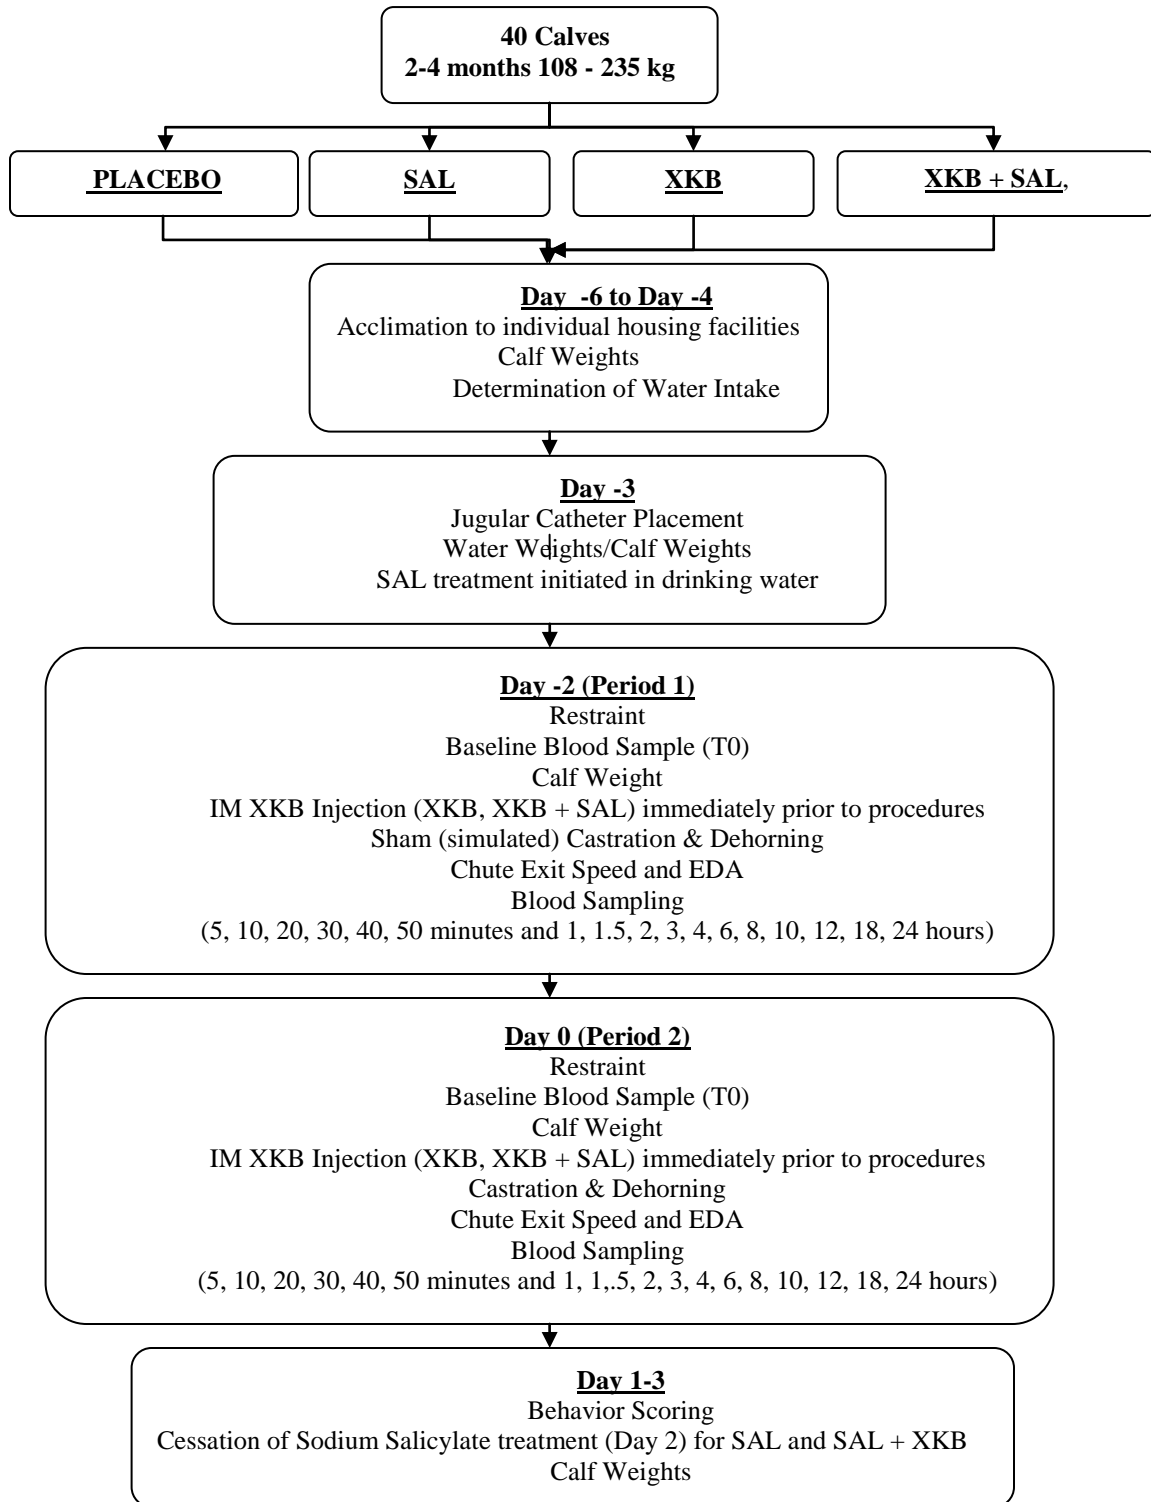 40 Calves
2-4 months 108 - 235 kg
PLACEBO
SAL
XKB
XKB + SAL,
Day -6 to Day -4
Acclimation to individual housing facilities
Calf Weights
Determination of Water Intake
Day -3
Jugular Catheter Placement
Water Weights/Calf Weights
SAL treatment initiated in drinking water
Day -2 (Period 1)
Restraint
Baseline Blood Sample (T0)
Calf Weight
IM XKB Injection (XKB, XKB + SAL) immediately prior to procedures
Sham (simulated) Castration & Dehorning
Chute Exit Speed and EDA
Blood Sampling
(5, 10, 20, 30, 40, 50 minutes and 1, 1.5, 2, 3, 4, 6, 8, 10, 12, 18, 24 hours)
Day 0 (Period 2)
Restraint
Baseline Blood Sample (T0)
Calf Weight
IM XKB Injection (XKB, XKB + SAL) immediately prior to procedures
Castration & Dehorning
Chute Exit Speed and EDA
Blood Sampling
(5, 10, 20, 30, 40, 50 minutes and 1, 1,.5, 2, 3, 4, 6, 8, 10, 12, 18, 24 hours)
Day 1-3
Behavior Scoring
Cessation of Sodium Salicylate treatment (Day 2) for SAL and SAL + XKB
Calf Weights